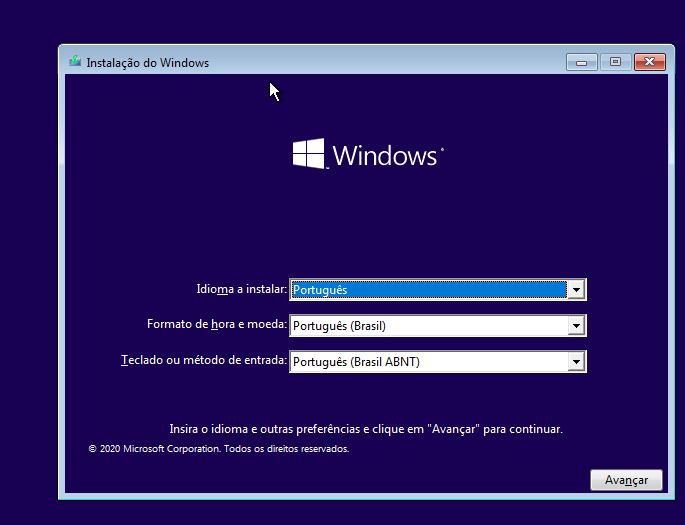 Instalação do Windows
Windows®
Idioma a instalar: Português
Formato de hora e moeda: Português (Brasil)
Teclado ou método de entrada: Português (Brasil ABNT)
Insira o idioma e outras preferências e clique em "Avançar" para continuar.
© 2020 Microsoft Corporation. Todos os direitos reservados.
Avançar